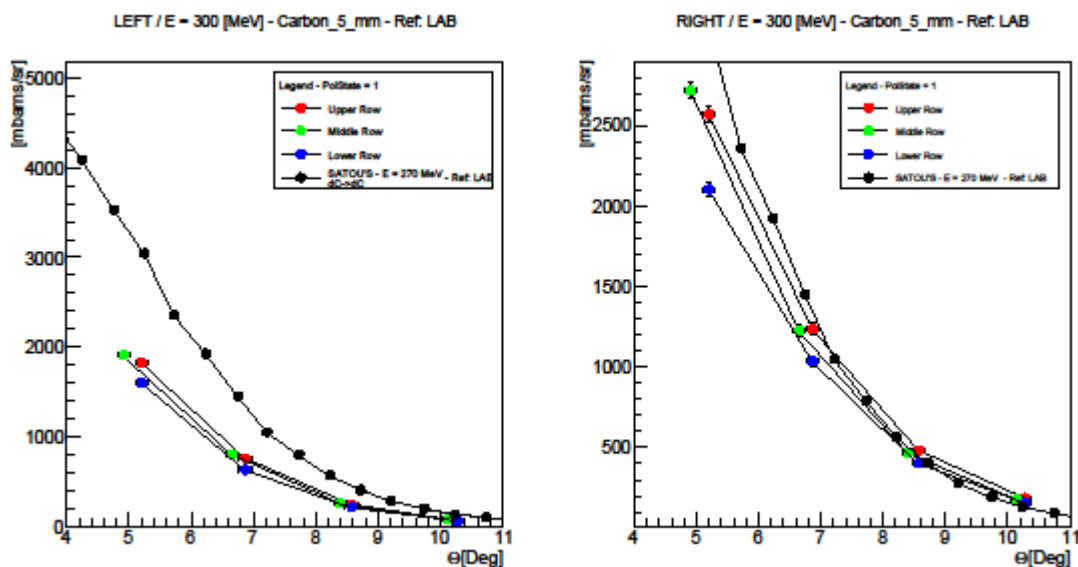 LEFT / E = 300 [MeV] - Carbon_5_mm - Ref: LAB
[mbarns/sr]
5000
4000
3000
2000
1000
0
Legend - PolState = 1
Upper Row
Middle Row
Lower Row
SATOU'S - E = 270 MeV - Ref: LAB
dC->dC
4 5 6 7 8 9 10 11
Θ[Deg]
RIGHT / E = 300 [MeV] - Carbon_5_mm - Ref: LAB
[mbarns/sr]
2500
2000
1500
1000
500
Legend - PolState = 1
Upper Row
Middle Row
Lower Row
SATOU'S - E = 270 MeV - Ref: LAB
4 5 6 7 8 9 10 11
Θ[Deg]